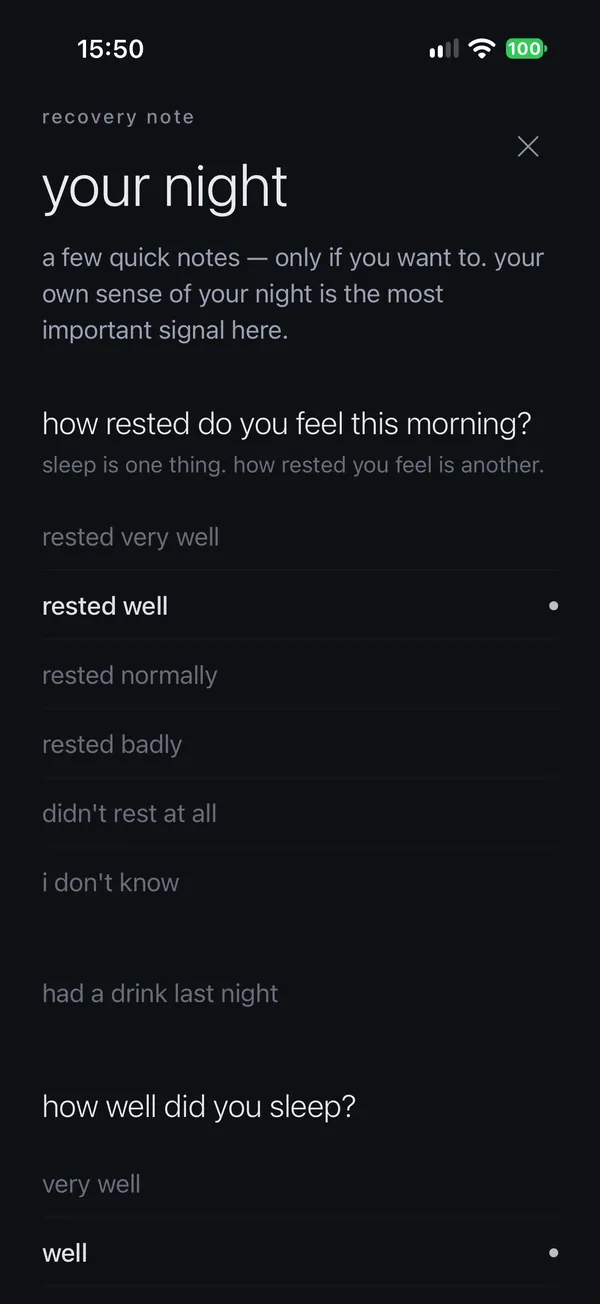 15:50
100
recovery note
your night
a few quick notes — only if you want to. your
own sense of your night is the most
important signal here.
how rested do you feel this morning?
sleep is one thing. how rested you feel is another.
rested very well
rested well
rested normally
rested badly
didn't rest at all
i don't know
had a drink last night
how well did you sleep?
very well
well